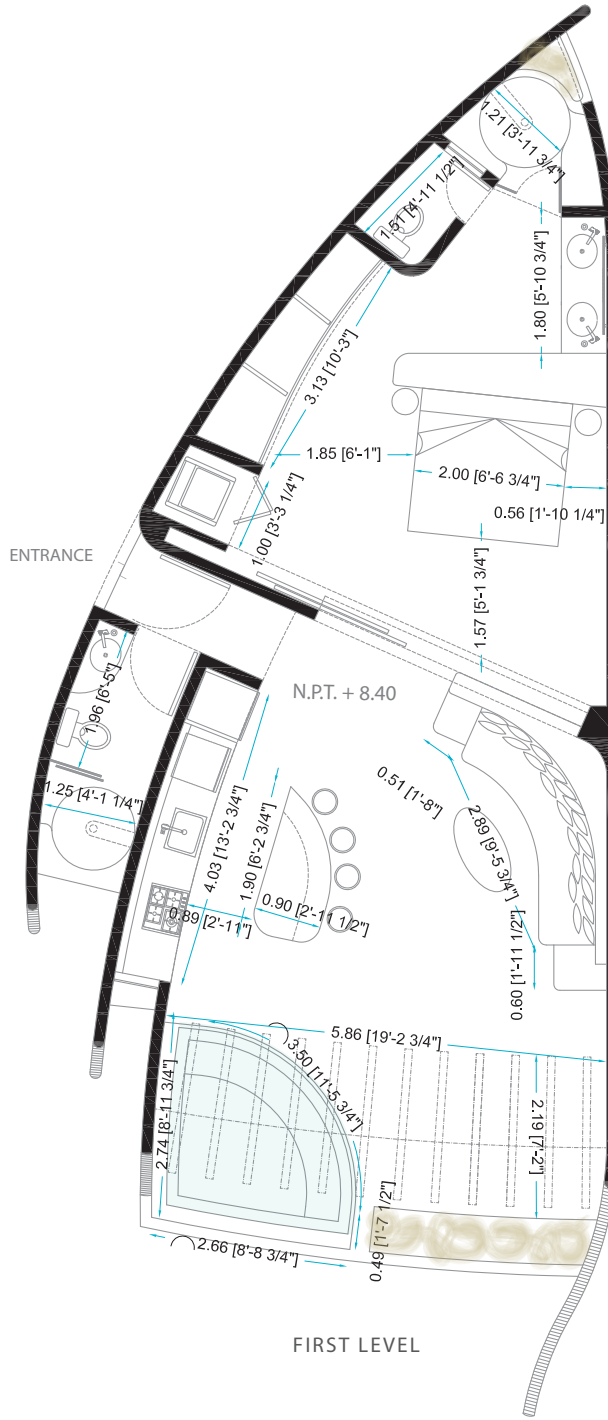 1.21 [3'-11 3/4"]
1.51 [4'-11 1/2"]
1.80 [5'-10 3/4"]
3.13 [10'-3"]
1.85 [6'-1"]
2.00 [6'-6 3/4"]
0.56 [1'-10 1/4"]
1.00 [3'-3 1/4"]
ENTRANCE
1.57 [5'-1 3/4"]
1.96 [6'-5"]
N.P.T. + 8.40
1.25 [4'-1 1/4"]
0.51 [1'-8"]
4.03 [13'-2 3/4"]
1.90 [6'-2 3/4"]
2.89 [9'-5 3/4"]
0.89 [2'-11"]
0.90 [2'-11 1/2"]
0.60 [1'-11 1/2"]
5.86 [19'-2 3/4"]
3.50 [11'-5 3/4"]
2.74 [8'-11 3/4"]
2.19 [7'-2"]
2.66 [8'-8 3/4"]
0.49 [1'-7 1/2"]
FIRST LEVEL